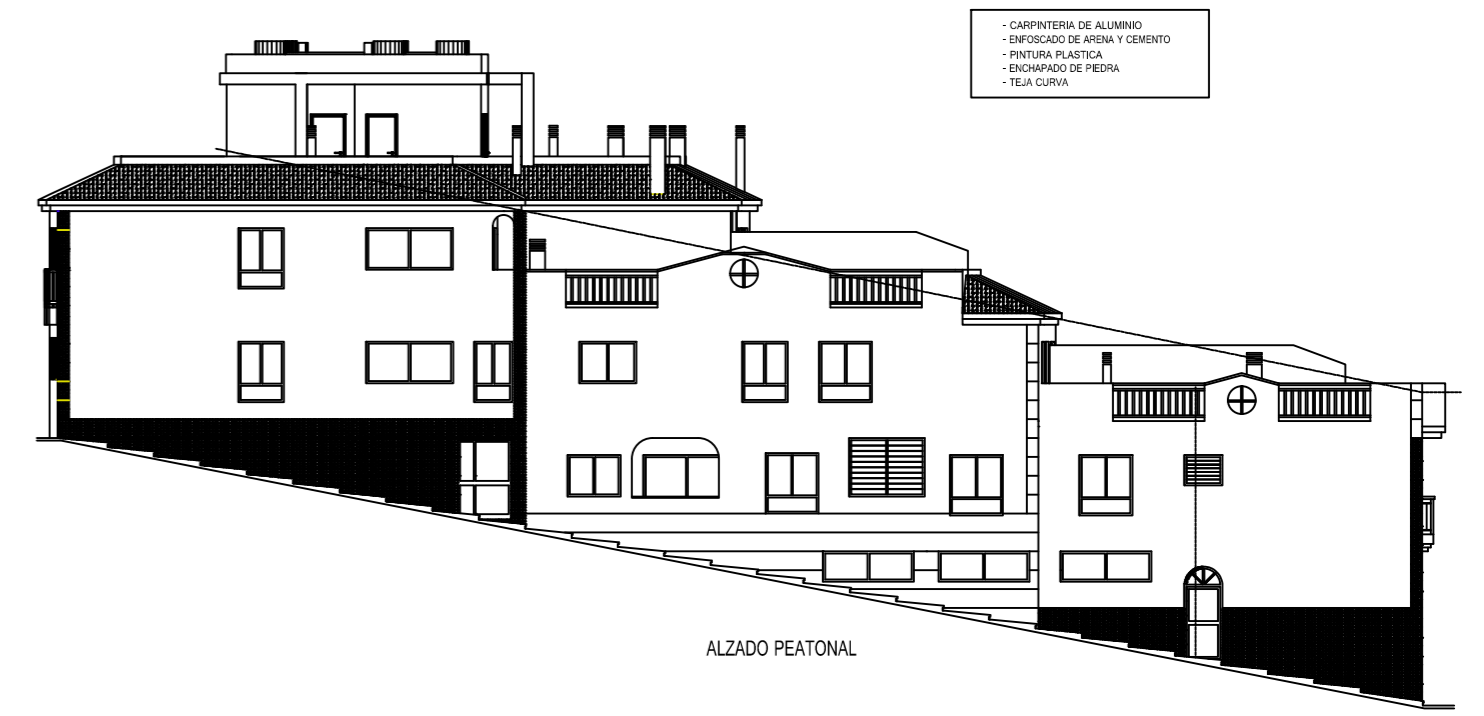 - CARPINTERIA DE ALUMINIO
- ENFOSCADO DE ARENA Y CEMENTO
- PINTURA PLASTICA
- ENCHAPADO DE PIEDRA
- TEJA CURVA
ALZADO PEATONAL